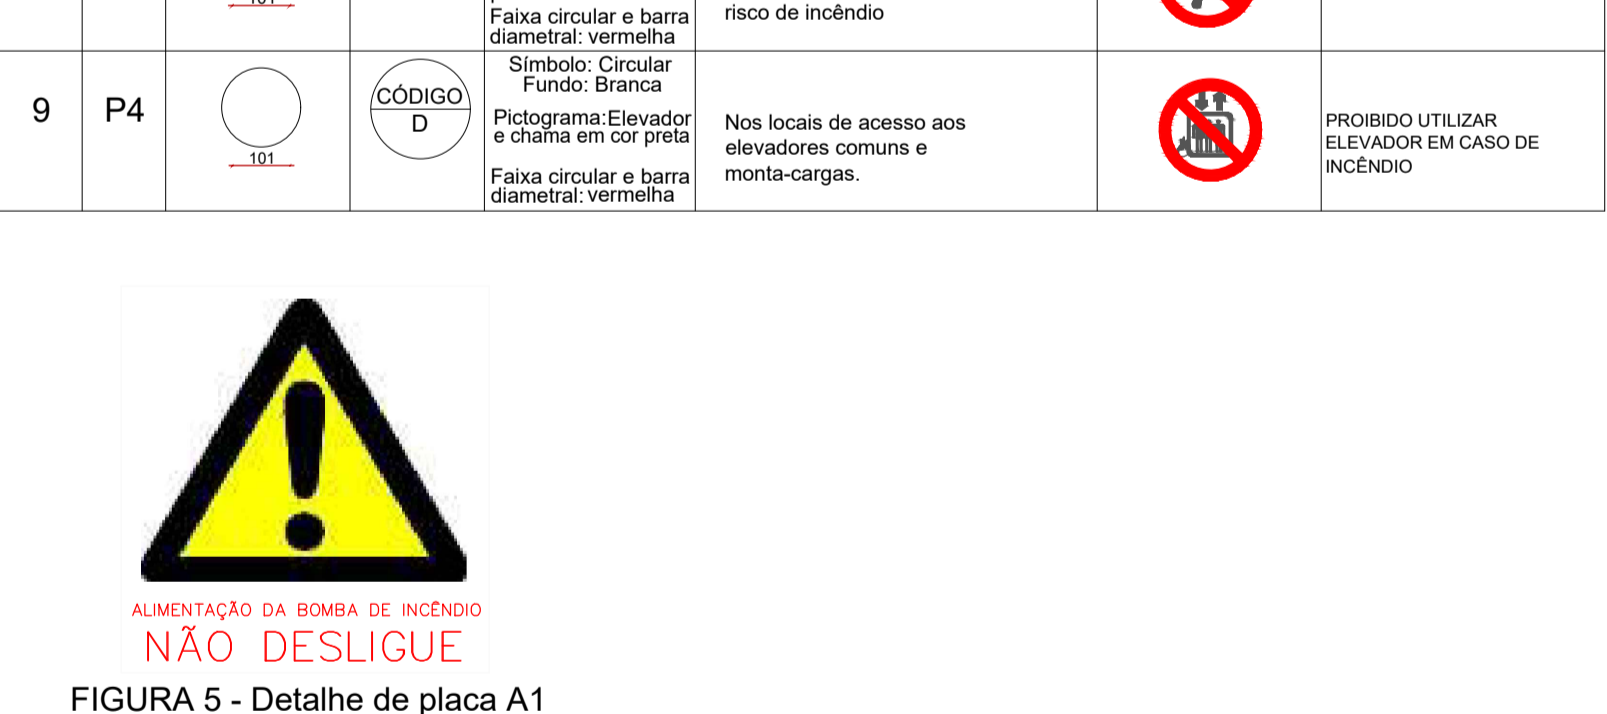 101
Faixa circular e barra
diametral: vermelha
risco de incêndio
9
P4
101
CÓDIGO
D
Símbolo: Circular
Fundo: Branca
Pictograma:Elevador
e chama em cor preta
Faixa circular e barra
diametral: vermelha
Nos locais de acesso aos
elevadores comuns e
monta-cargas.
PROIBIDO UTILIZAR
ELEVADOR EM CASO DE
INCÊNDIO
ALIMENTAÇÃO DA BOMBA DE INCÊNDIO
NÃO DESLIGUE
FIGURA 5 - Detalhe de placa A1